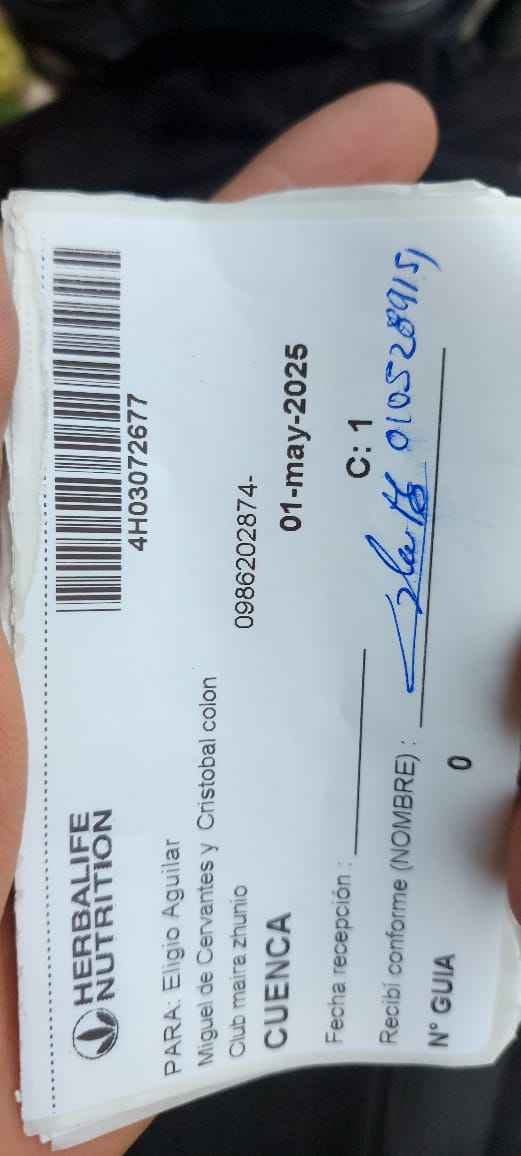 HERBALIFE
NUTRITION
4H03072677
PARA: Eligio Aguilar
Miguel de Cervantes y Cristobal colon
Club maira zhunio 0986202874-
CUENCA 01-may-2025
Fecha recepción :
C: 1
Recibí conforme (NOMBRE) : 0105289151
N° GUIA 0